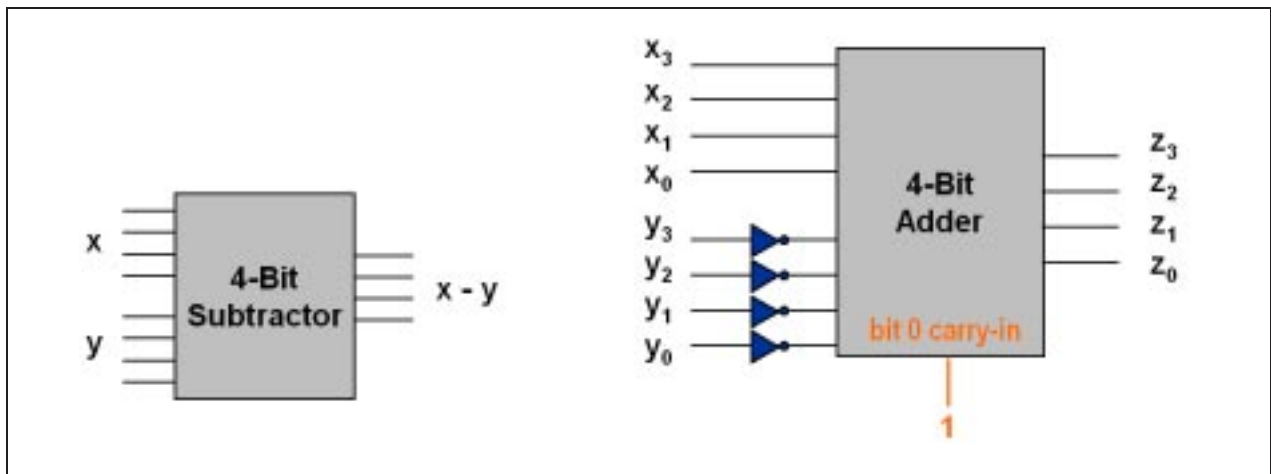 x
y
4-Bit
Subtractor
x - y
x₃
x₂
x₁
x₀
y₃
y₂
y₁
y₀
4-Bit
Adder
bit 0 carry-in
1
z₃
z₂
z₁
z₀